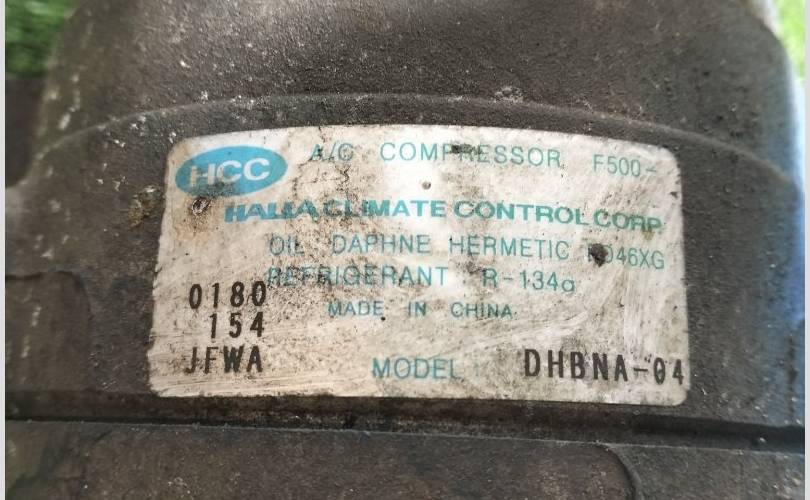 HCC A/C COMPRESSOR F500-
HALLA CLIMATE CONTROL CORP.
OIL DAPHNE HERMETIC
REFRIGERANT R-134a
0180
MADE IN CHINA
154
JFWA MODEL DHBNA-04